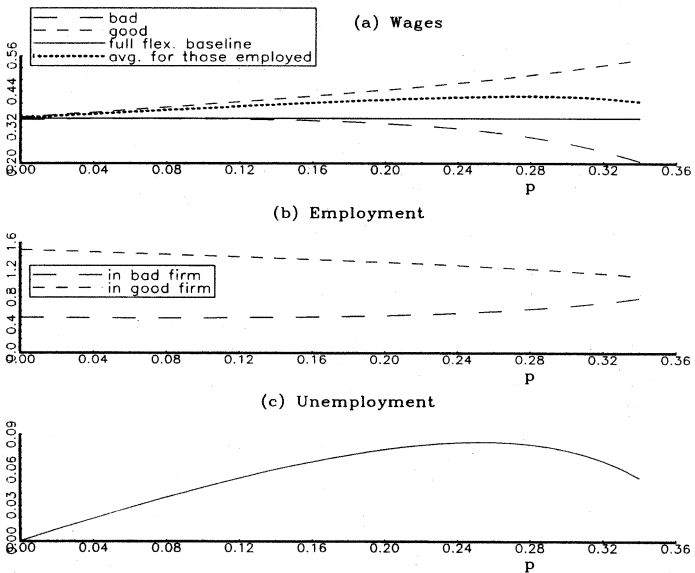 (a) Wages
bad
good
full flex. baseline
avg. for those employed
0.56
0.44
0.32
0.20
0.00 0.04 0.08 0.12 0.16 0.20 0.24 0.28 0.32 0.36
p
(b) Employment
1.6
1.2
0.8
0.4
0.0
in bad firm
in good firm
0.00 0.04 0.08 0.12 0.16 0.20 0.24 0.28 0.32 0.36
p
(c) Unemployment
0.09
0.06
0.03
0.00
0.00 0.04 0.08 0.12 0.16 0.20 0.24 0.28 0.32 0.36
p